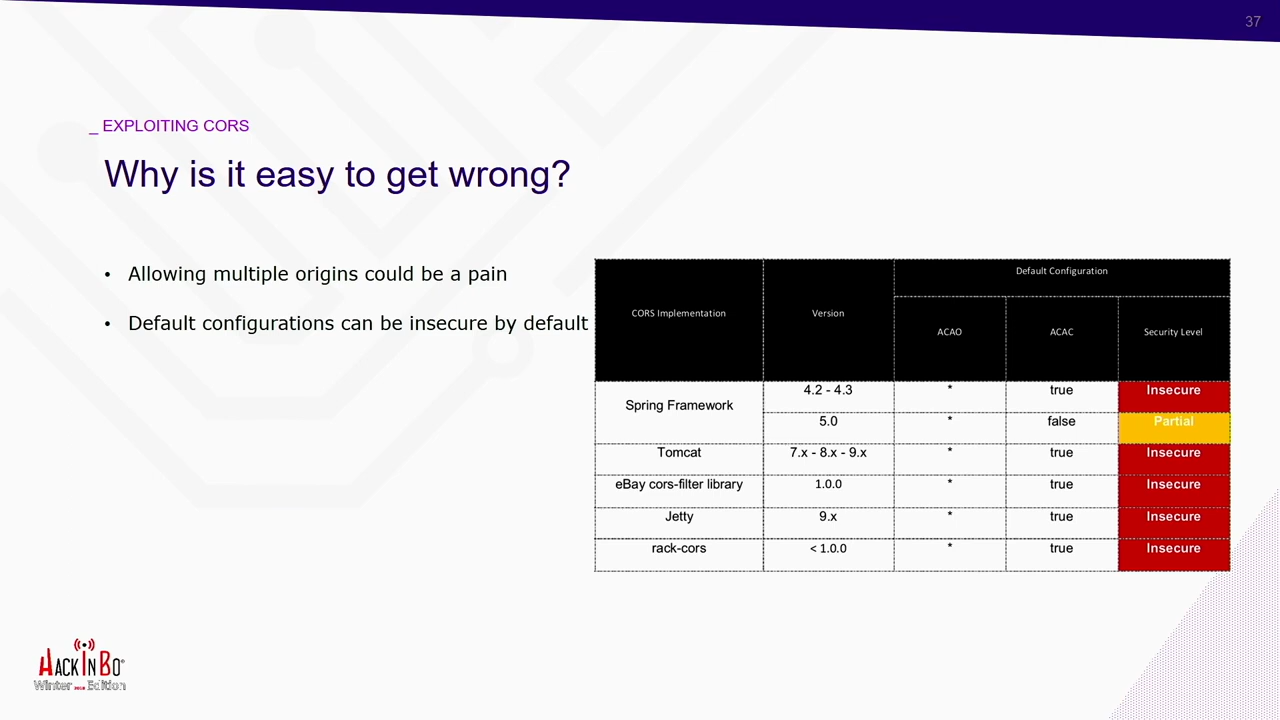 37
_ EXPLOITING CORS
Why is it easy to get wrong?
• Allowing multiple origins could be a pain
• Default configurations can be insecure by default
CORS Implementation Version Default Configuration
ACAO ACAC Security Level
Spring Framework 4.2 - 4.3 * true Insecure
5.0 * false Partial
Tomcat 7.x - 8.x - 9.x * true Insecure
eBay cors-filter library 1.0.0 * true Insecure
Jetty 9.x * true Insecure
rack-cors < 1.0.0 * true Insecure
HACKINBO®
Winter Edition